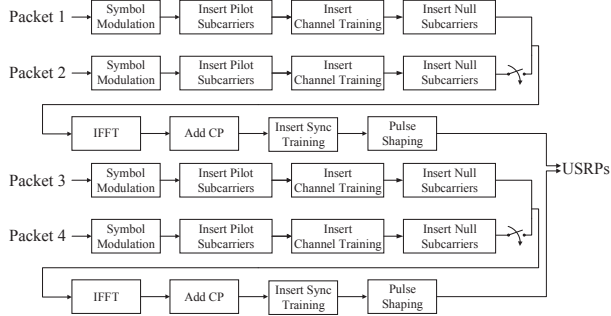 Packet 1
Symbol
Modulation
Insert Pilot
Subcarriers
Insert
Channel Training
Insert Null
Subcarriers
Packet 2
Symbol
Modulation
Insert Pilot
Subcarriers
Insert
Channel Training
Insert Null
Subcarriers
IFFT
Add CP
Insert Sync
Training
Pulse
Shaping
USRPs
Packet 3
Symbol
Modulation
Insert Pilot
Subcarriers
Insert
Channel Training
Insert Null
Subcarriers
Packet 4
Symbol
Modulation
Insert Pilot
Subcarriers
Insert
Channel Training
Insert Null
Subcarriers
IFFT
Add CP
Insert Sync
Training
Pulse
Shaping